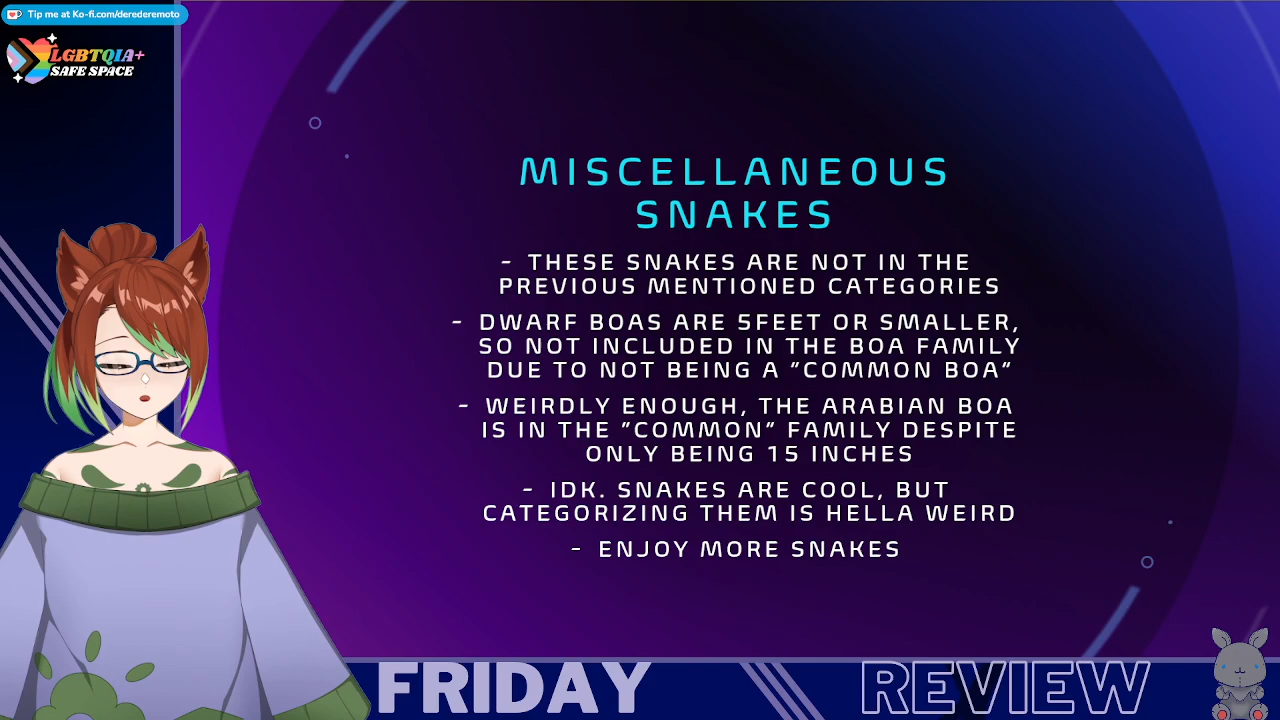 Tip me at Ko-fi.com/derederemoto
LGBTQIA+
SAFE SPACE
MISCELLANEOUS
SNAKES
- THESE SNAKES ARE NOT IN THE
PREVIOUS MENTIONED CATEGORIES
- DWARF BOAS ARE 5FEET OR SMALLER,
SO NOT INCLUDED IN THE BOA FAMILY
DUE TO NOT BEING A "COMMON BOA"
- WEIRDLY ENOUGH, THE ARABIAN BOA
IS IN THE "COMMON" FAMILY DESPITE
ONLY BEING 15 INCHES
- IDK. SNAKES ARE COOL, BUT
CATEGORIZING THEM IS HELLA WEIRD
- ENJOY MORE SNAKES
FRIDAY REVIEW